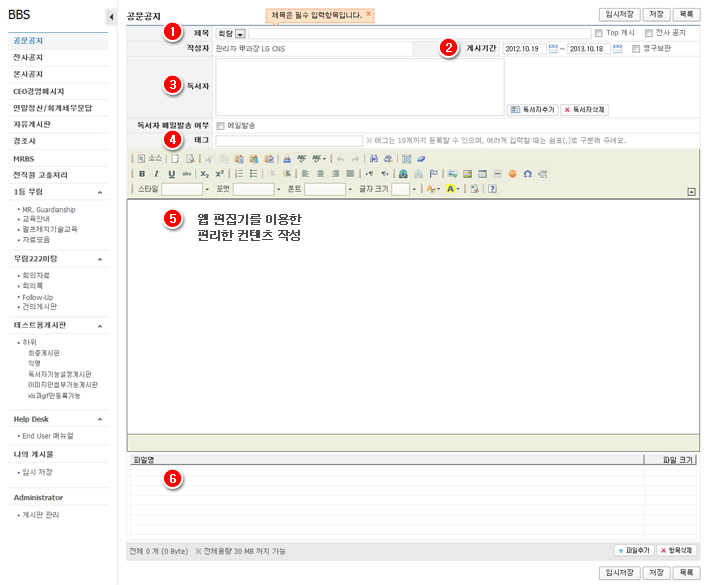 BBS
공문공지
전사공지
본사공지
CEO경영메시지
연말정산/회계세무문답
자유게시판
경조사
MRBS
전직원 고충처리
1등 무림
MR. Guardianship
교육안내
펄프제지기술교육
자료모음
무림222미팅
회의자료
회의록
Follow-Up
건의게시판
테스트용게시판
하위
최중게시판
익명
독서자기능설정게시판
이미지만첨부가능게시판
xls과gif만등록가능
Help Desk
End User 매뉴얼
나의 게시물
임시 저장
Administrator
게시판 관리
공문공지
제목은 필수 입력항목입니다. ×
임시저장 저장 목록
1 제목 회람 Top 게시 전사 공지
작성자 관리자 甲과장 LG CNS 2 게시기간 2012.10.19 ~ 2013.10.18 영구보관
3 독서자
독서자추가 독서자삭제
독서자 메일발송 여부 메일발송
4 태그 ※ 태그는 10개까지 등록할 수 있으며, 여러개 입력할 때는 쉼표(,)로 구분해 주세요.
소스
B I U abc X₂ X²
스타일 포맷 폰트 글자 크기
5 웹 편집기를 이용한
편리한 컨텐츠 작성
파일명 파일 크기
6
전체 0 개 (0 Byte) ※ 전체용량 30 MB 까지 가능 파일추가 항목삭제
임시저장 저장 목록